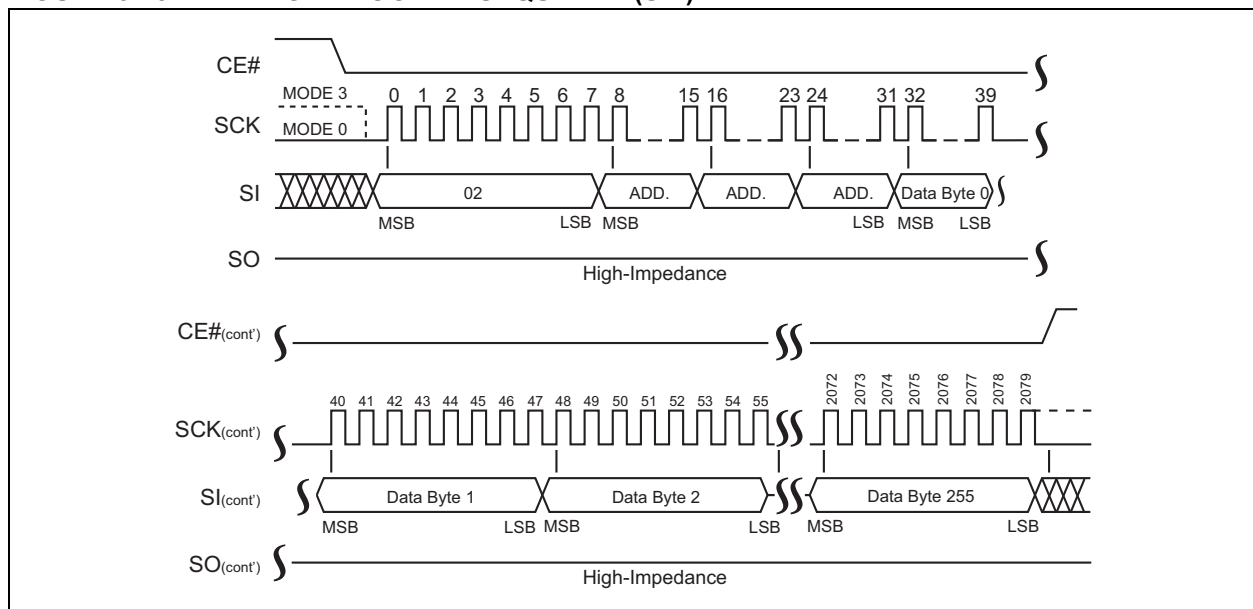 CE#
MODE 3
SCK
MODE 0
0 1 2 3 4 5 6 7 8 15 16 23 24 31 32 39
SI
02 ADD. ADD. ADD. Data Byte 0
MSB LSB MSB LSB MSB LSB
SO
High-Impedance
CE#(cont')
40 41 42 43 44 45 46 47 48 49 50 51 52 53 54 55 2072 2073 2074 2075 2076 2077 2078 2079
SCK(cont')
SI(cont')
Data Byte 1 Data Byte 2 Data Byte 255
MSB LSB MSB LSB MSB LSB
SO(cont')
High-Impedance